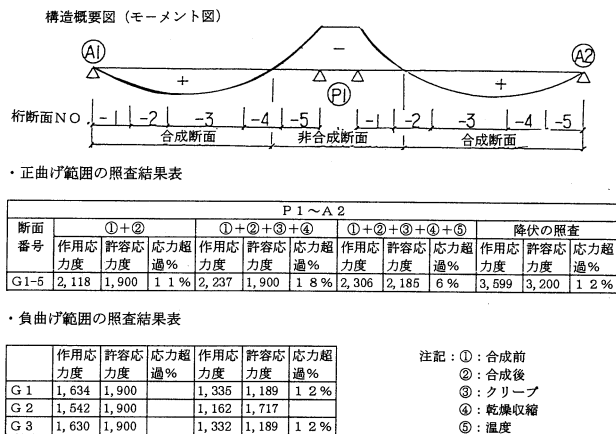 構造概要図（モーメント図）
A1 A2
+ − +
P1
桁断面NO -1 -2 -3 -4 -5 -1 -2 -3 -4 -5
合成断面 非合成断面 合成断面
・正曲げ範囲の照査結果表
P1～A2
断面番号 ①+② ①+②+③+④ ①+②+③+④+⑤ 降伏の照査
作用応力度 許容応力度 応力超過% 作用応力度 許容応力度 応力超過% 作用応力度 許容応力度 応力超過% 作用応力度 許容応力度 応力超過%
G1-5 2,118 1,900 11% 2,237 1,900 18% 2,306 2,185 6% 3,599 3,200 12%
・負曲げ範囲の照査結果表
作用応力度 許容応力度 応力超過% 作用応力度 許容応力度 応力超過%
G1 1,634 1,900 1,335 1,189 12%
G2 1,542 1,900 1,162 1,717
G3 1,630 1,900 1,332 1,189 12%
注記：①：合成前
②：合成後
③：クリープ
④：乾燥収縮
⑤：温度